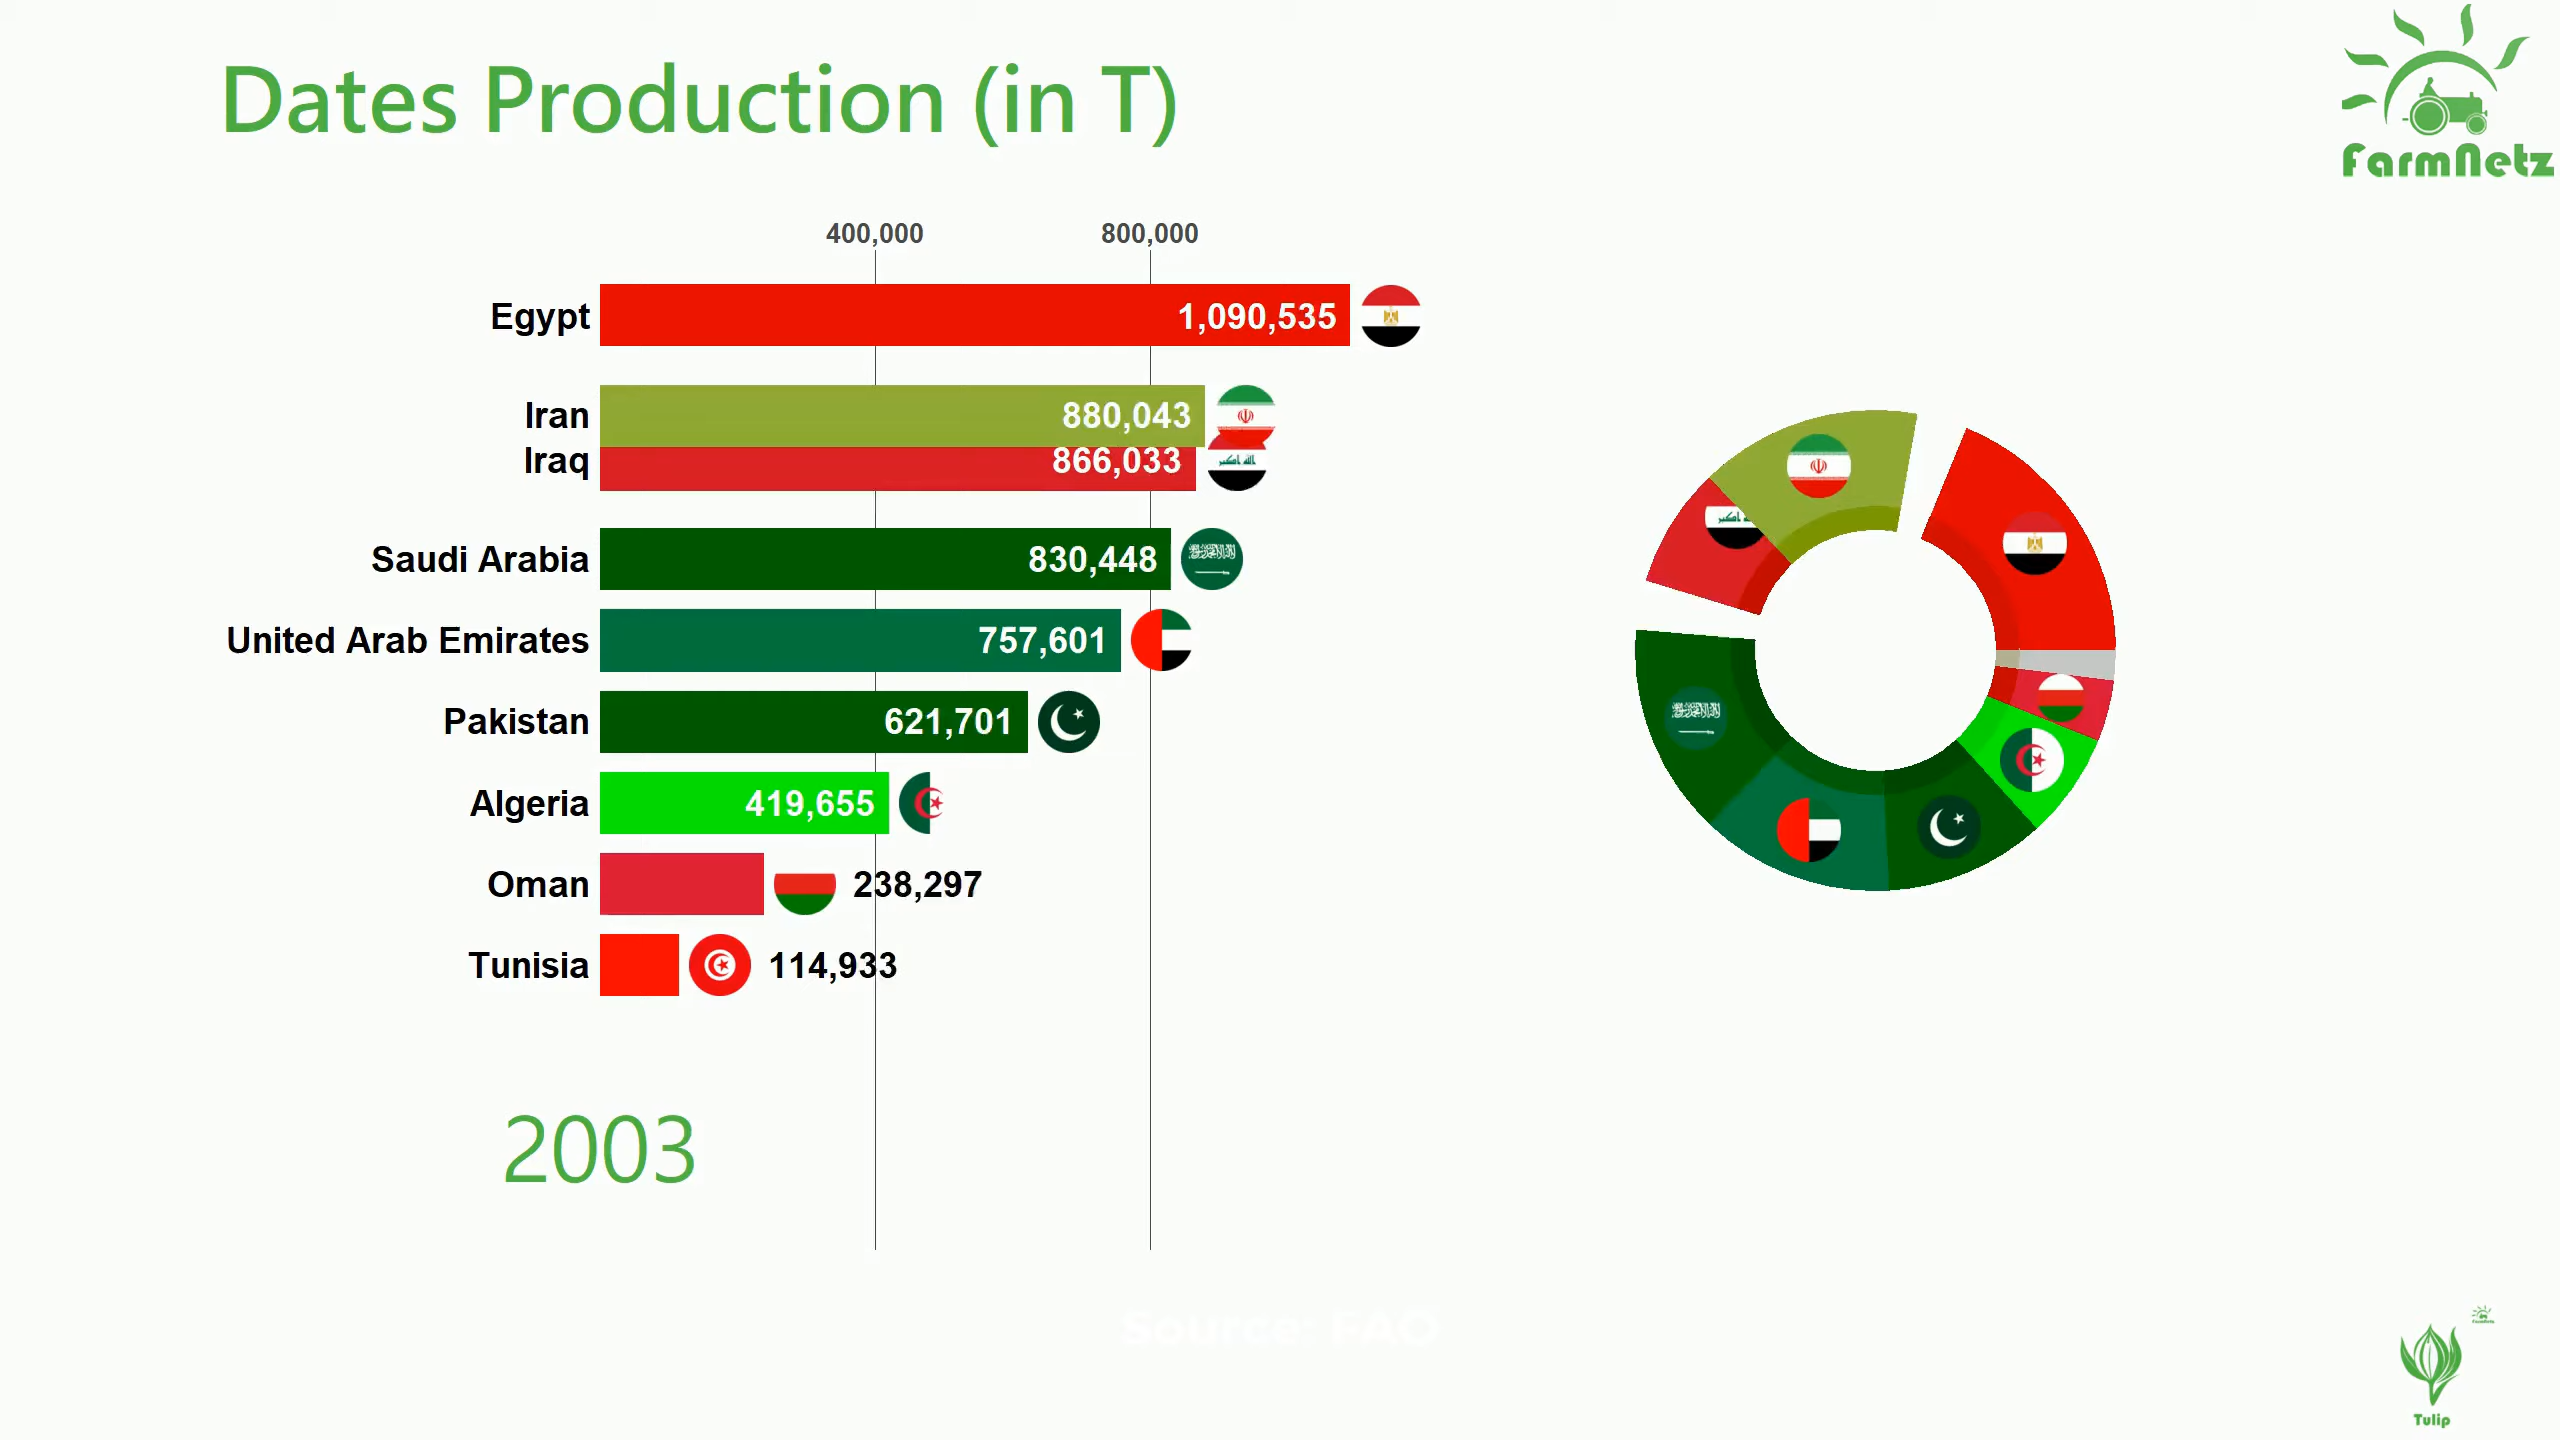 Dates Production (in T)
FarmNetz
400,000 800,000
Egypt 1,090,535
Iran 880,043
Iraq 866,033
Saudi Arabia 830,448
United Arab Emirates 757,601
Pakistan 621,701
Algeria 419,655
Oman 238,297
Tunisia 114,933
2003
Source: FAO
Tulip